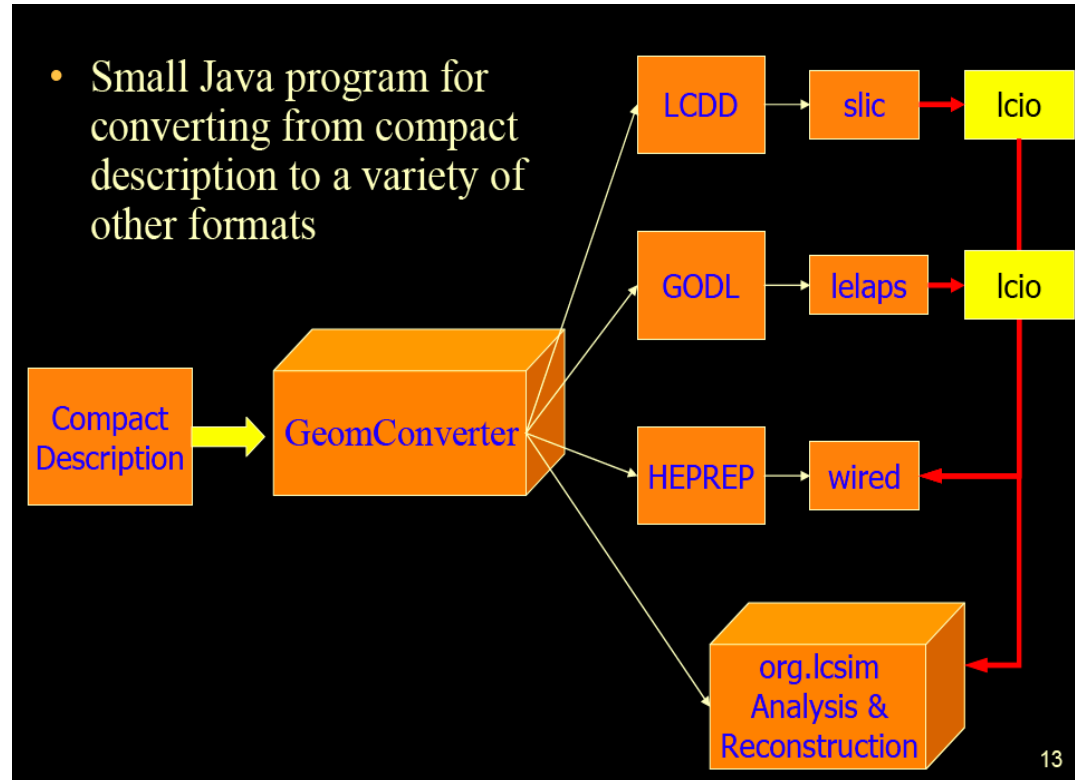 • Small Java program for
converting from compact
description to a variety of
other formats
LCDD
slic
lcio
GODL
lelaps
lcio
Compact
Description
GeomConverter
HEPREP
wired
org.lcsim
Analysis &
Reconstruction
13